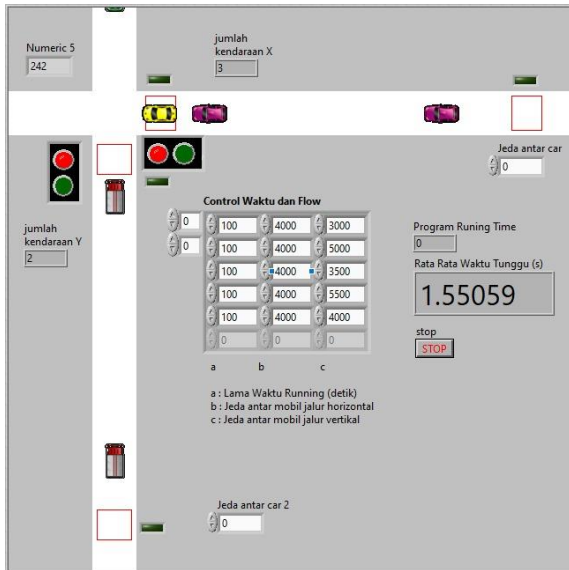 Numeric 5
242
jumlah
kendaraan X
3
Jeda antar car
0
jumlah
kendaraan Y
2
Control Waktu dan Flow
0
0
100 4000 3000
100 4000 5000
100 4000 3500
100 4000 5500
100 4000 4000
0 0 0
a b c
a : Lama Waktu Running (detik)
b : Jeda antar mobil jalur horizontal
c : Jeda antar mobil jalur vertikal
Program Runing Time
0
Rata Rata Waktu Tunggu (s)
1.55059
stop
STOP
Jeda antar car 2
0